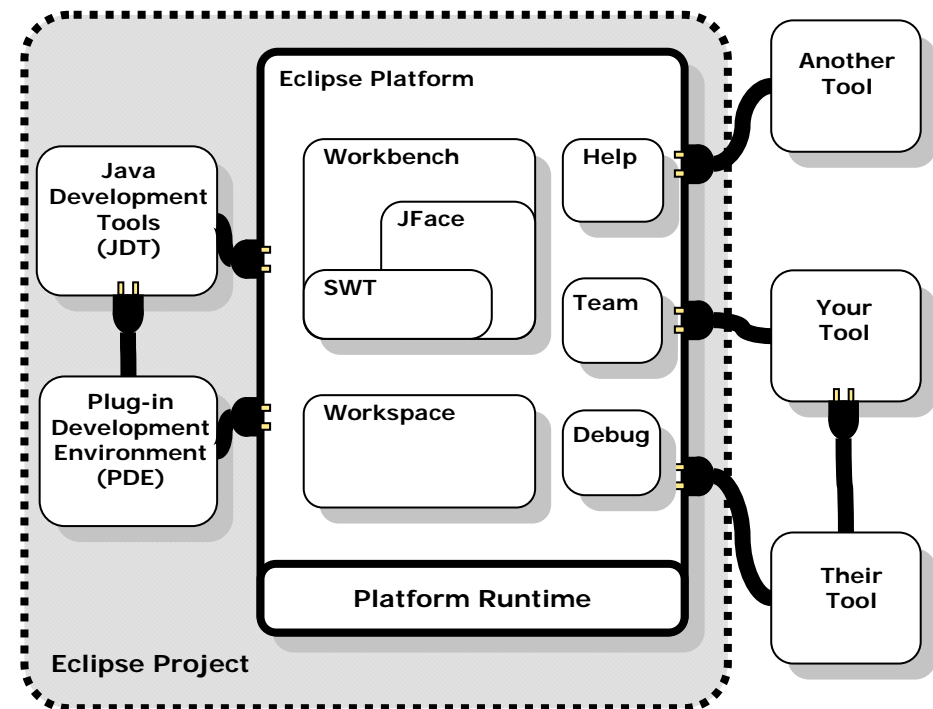 Eclipse Platform
Another
Tool
Workbench
Help
Java
Development
Tools
(JDT)
JFace
SWT
Team
Your
Tool
Plug-in
Development
Environment
(PDE)
Workspace
Debug
Their
Tool
Platform Runtime
Eclipse Project